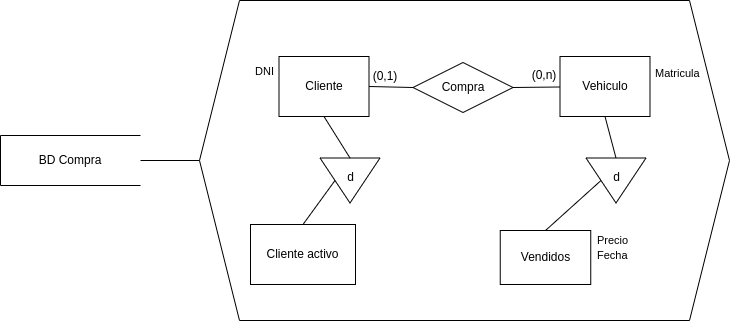 DNI
Cliente
(0,1)
Compra
(0,n)
Vehiculo
Matricula
BD Compra
d
d
Cliente activo
Vendidos
Precio
Fecha